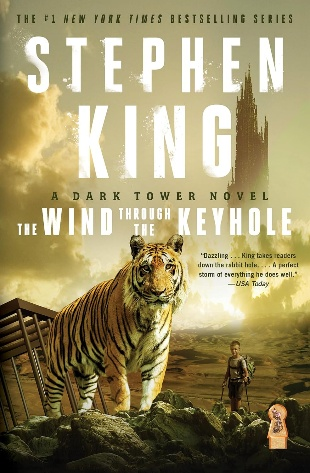 THE #1 NEW YORK TIMES BESTSELLING SERIES
STEPHEN
KING
A DARK TOWER NOVEL
THE WIND THROUGH THE KEYHOLE
"Dazzling . . . King takes readers
down the rabbit hole. . . . A perfect
storm of everything he does well."
—USA Today